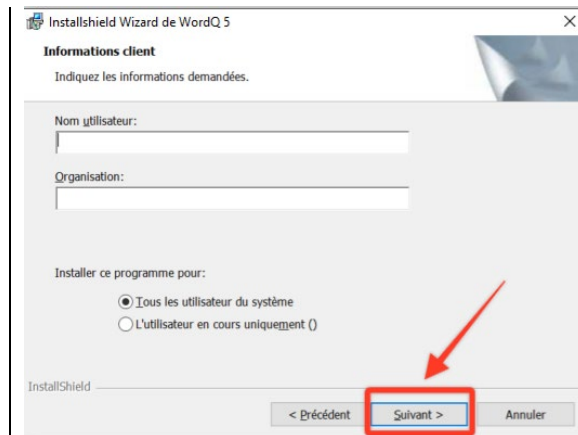 Installshield Wizard de WordQ 5
Informations client
Indiquez les informations demandées.
Nom utilisateur:
Organisation:
Installer ce programme pour:
Tous les utilisateur du système
L'utilisateur en cours uniquement ()
InstallShield
< Précédent Suivant > Annuler